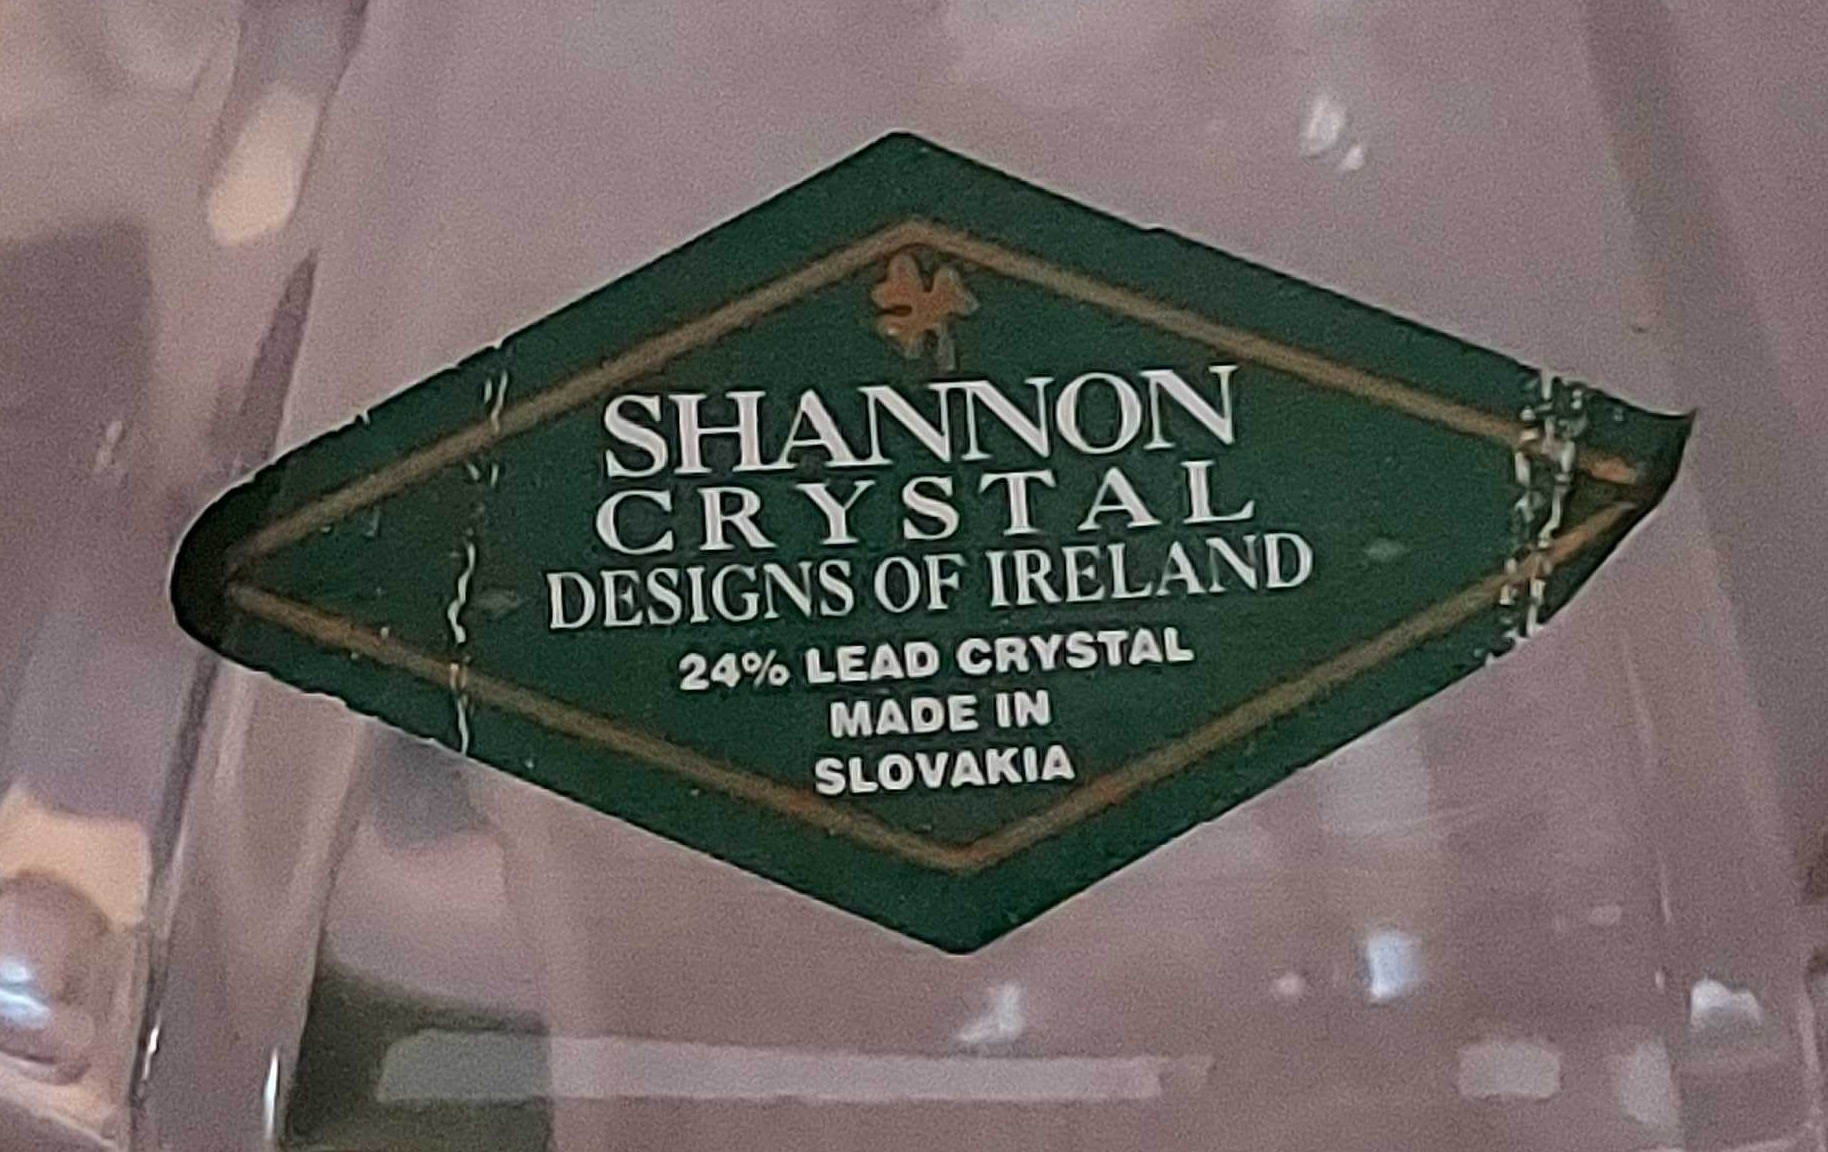 SHANNON
CRYSTAL
DESIGNS OF IRELAND
24% LEAD CRYSTAL
MADE IN
SLOVAKIA